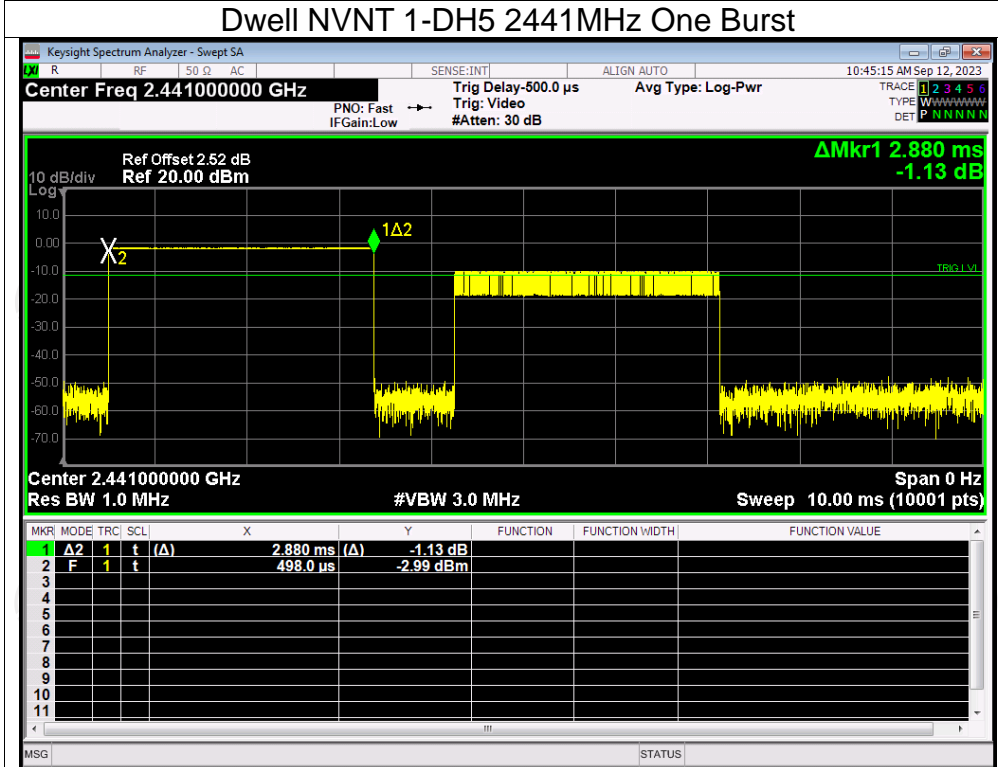 Dwell NVNT 1-DH5 2441MHz One Burst
Keysight Spectrum Analyzer - Swept SA
LXI R RF 50 Ω AC SENSE:INT ALIGN AUTO 10:45:15 AM Sep 12, 2023
Center Freq 2.441000000 GHz Trig Delay-500.0 µs Avg Type: Log-Pwr TRACE 1 2 3 4 5 6
PNO: Fast Trig: Video TYPE WWWWWW
IFGain:Low #Atten: 30 dB DET P N N N N N
ΔMkr1 2.880 ms
-1.13 dB
Ref Offset 2.52 dB
10 dB/div Ref 20.00 dBm
Log
10.0
0.00
-10.0
-20.0
-30.0
-40.0
-50.0
-60.0
-70.0
1Δ2
X2
TRIG LVL
Center 2.441000000 GHz Span 0 Hz
Res BW 1.0 MHz #VBW 3.0 MHz Sweep 10.00 ms (10001 pts)
MKR MODE TRC SCL X Y FUNCTION FUNCTION WIDTH FUNCTION VALUE
1 Δ2 1 t (Δ) 2.880 ms (Δ) -1.13 dB
2 F 1 t 498.0 µs -2.99 dBm
3
4
5
6
7
8
9
10
11
MSG STATUS